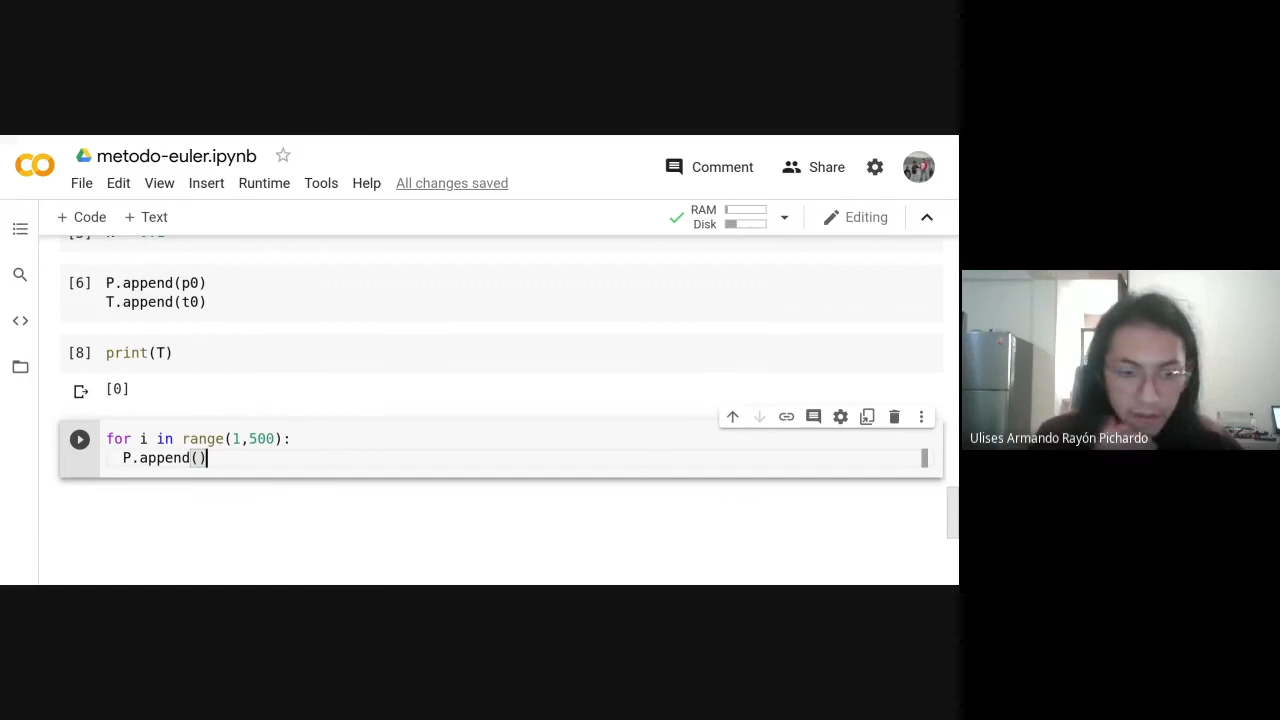 metodo-euler.ipynb
Comment
Share
File Edit View Insert Runtime Tools Help All changes saved
+ Code + Text
RAM
Disk
Editing
[6] P.append(p0)
T.append(t0)
[8] print(T)
[0]
for i in range(1,500):
P.append()
Ulises Armando Rayón Pichardo